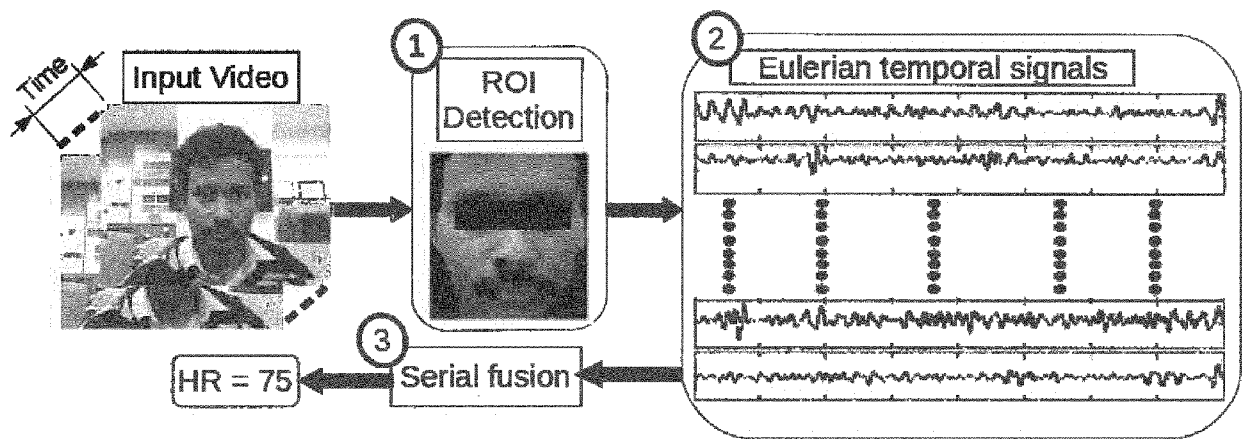 Time
Input Video
1
ROI
Detection
2
Eulerian temporal signals
3
Serial fusion
HR = 75